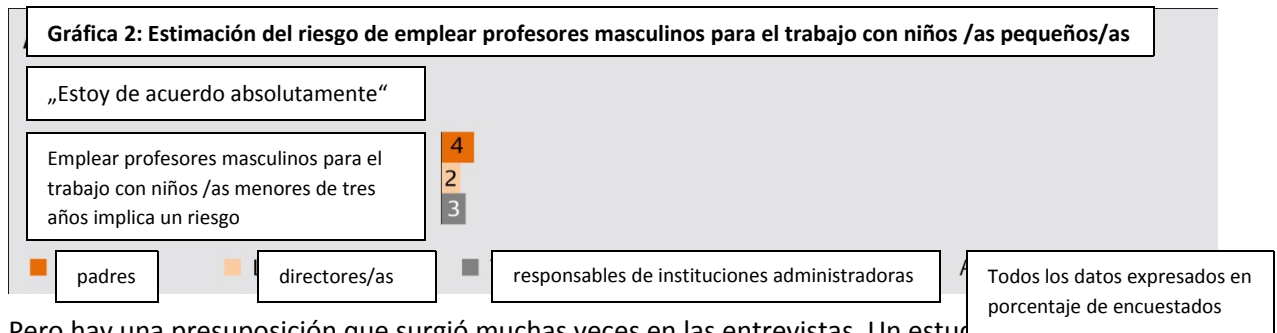 Gráfica 2: Estimación del riesgo de emplear profesores masculinos para el trabajo con niños /as pequeños/as
„Estoy de acuerdo absolutamente“
Emplear profesores masculinos para el
trabajo con niños /as menores de tres
años implica un riesgo
4
2
3
padres
directores/as
responsables de instituciones administradoras
Todos los datos expresados en
porcentaje de encuestados
Pero hay una presuposición que surgió muchas veces en las entrevistas. Un